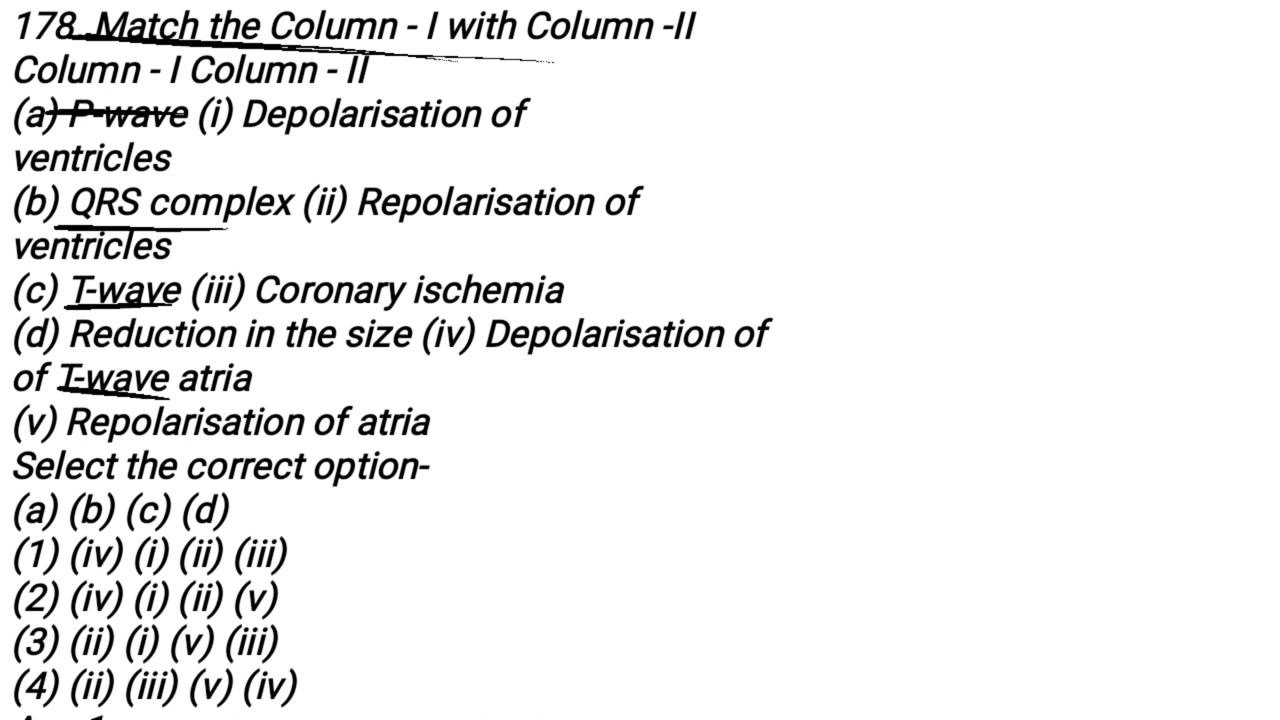 178. Match the Column - I with Column -II
Column - I Column - II
(a) P-wave (i) Depolarisation of
ventricles
(b) QRS complex (ii) Repolarisation of
ventricles
(c) T-wave (iii) Coronary ischemia
(d) Reduction in the size (iv) Depolarisation of
of T-wave atria
(v) Repolarisation of atria
Select the correct option-
(a) (b) (c) (d)
(1) (iv) (i) (ii) (iii)
(2) (iv) (i) (ii) (v)
(3) (ii) (i) (v) (iii)
(4) (ii) (iii) (v) (iv)